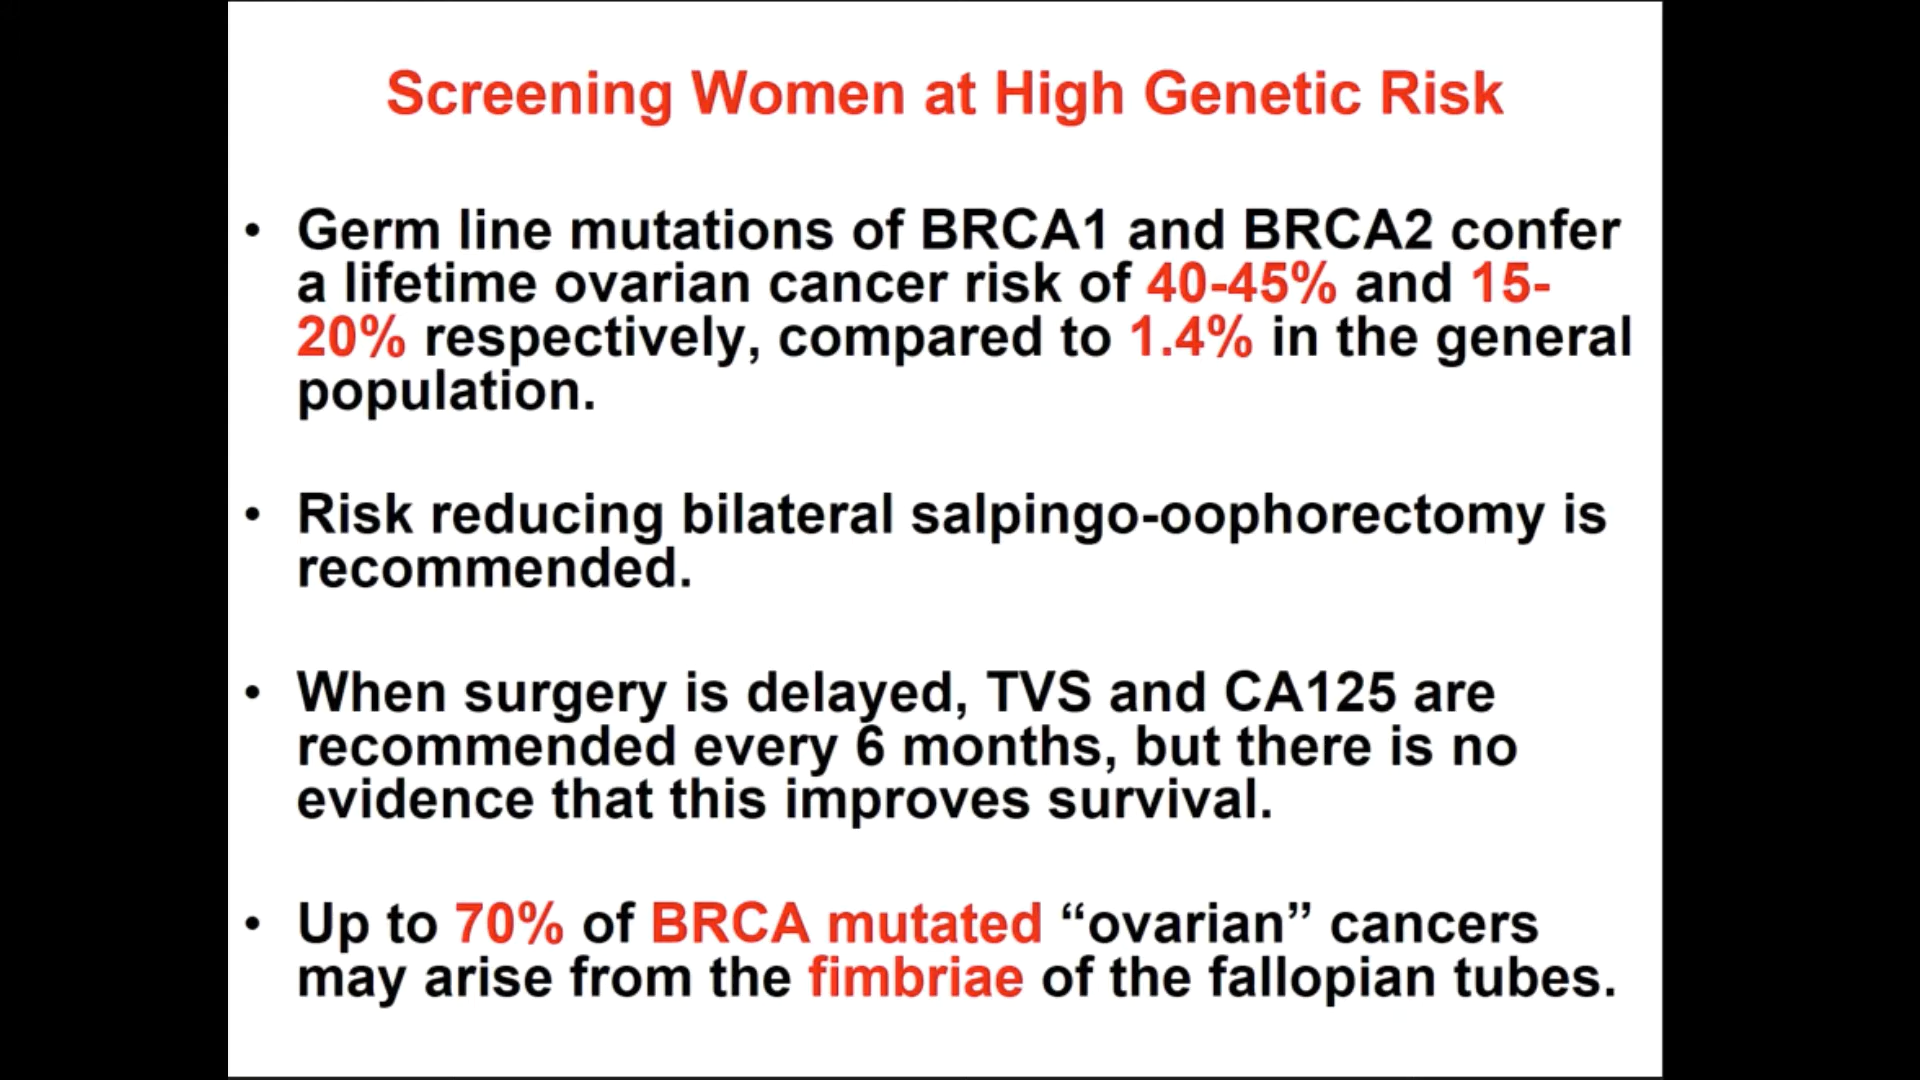 Screening Women at High Genetic Risk
• Germ line mutations of BRCA1 and BRCA2 confer
a lifetime ovarian cancer risk of 40-45% and 15-
20% respectively, compared to 1.4% in the general
population.
• Risk reducing bilateral salpingo-oophorectomy is
recommended.
• When surgery is delayed, TVS and CA125 are
recommended every 6 months, but there is no
evidence that this improves survival.
• Up to 70% of BRCA mutated “ovarian” cancers
may arise from the fimbriae of the fallopian tubes.